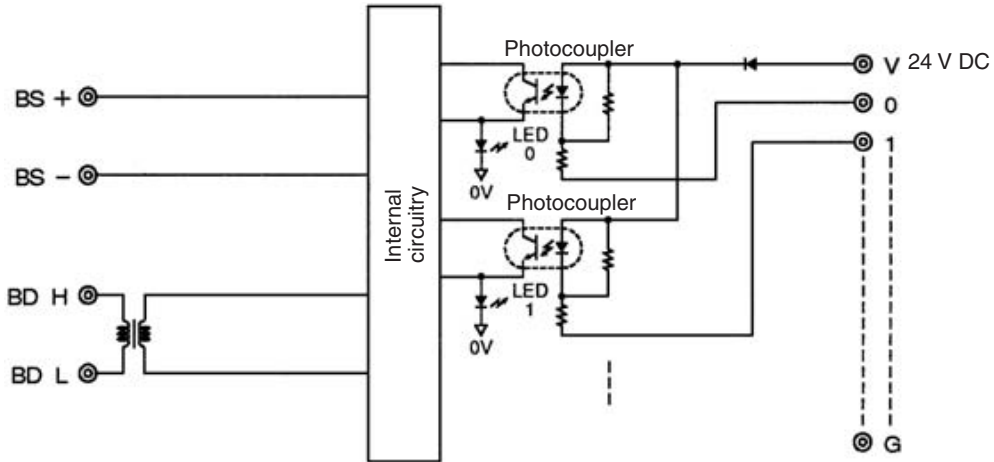 Photocoupler
V 24 V DC
BS +
0
LED
0
1
0V
BS -
Photocoupler
Internal
circuitry
LED
1
BD H
0V
BD L
G